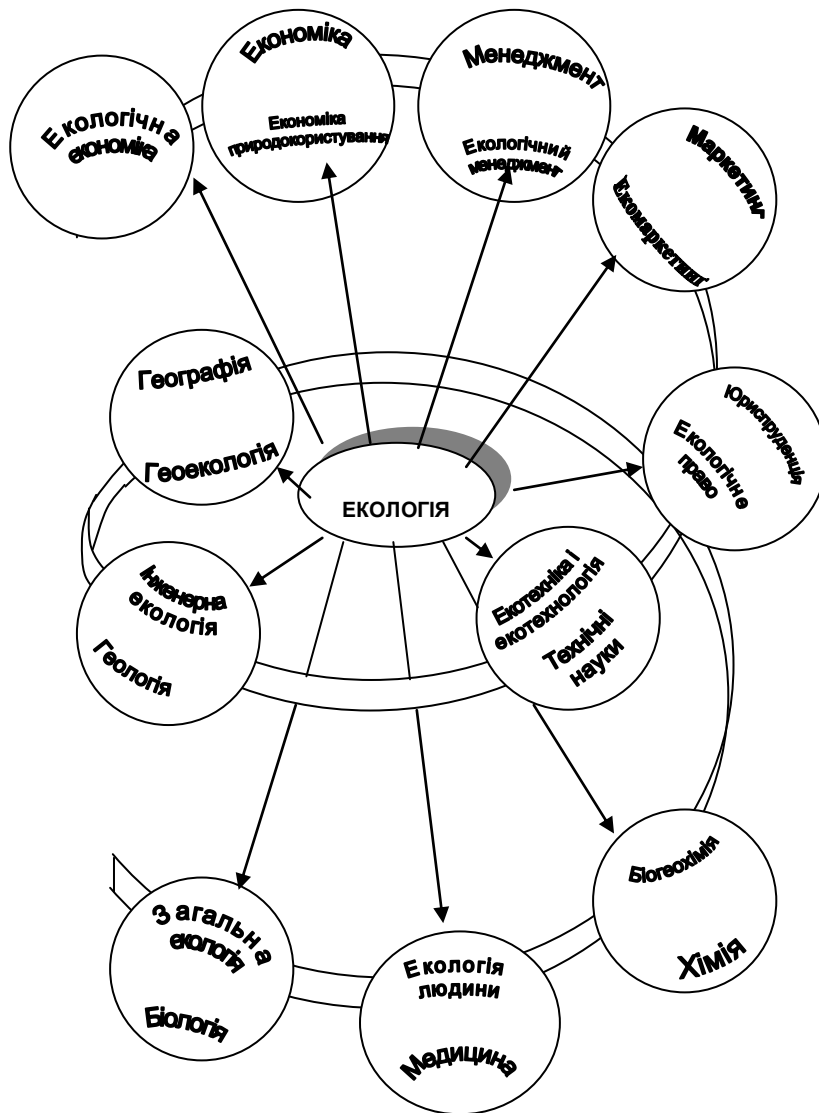 Економіка
Економіка
природокористування
Менеджмент
Екологічний
менеджмент
Екологічна
економіка
Маркетинг
Екомаркетинг
Географія
Геоекологія
Юриспруденція
Екологічне
право
ЕКОЛОГІЯ
Інженерна
екологія
Геологія
Екотехніка і
екотехнологія
Технічні
науки
Біогеохімія
Хімія
Загальна
екологія
Біологія
Екологія
людини
Медицина